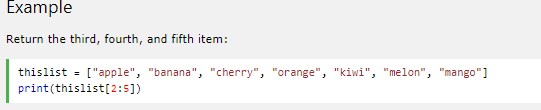 Example
Return the third, fourth, and fifth item:
thislist = ["apple", "banana", "cherry", "orange", "kiwi", "melon", "mango"]
print(thislist[2:5])